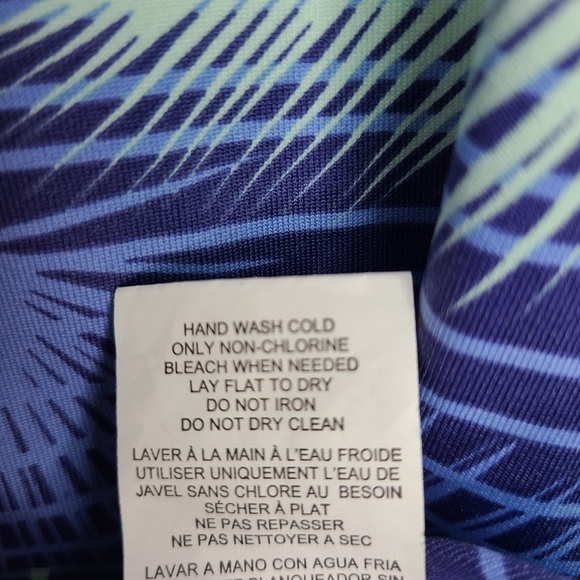 HAND WASH COLD
ONLY NON-CHLORINE
BLEACH WHEN NEEDED
LAY FLAT TO DRY
DO NOT IRON
DO NOT DRY CLEAN
LAVER À LA MAIN À L'EAU FROIDE
UTILISER UNIQUEMENT L'EAU DE
JAVEL SANS CHLORE AU BESOIN
SÉCHER À PLAT
NE PAS REPASSER
NE PAS NETTOYER A SEC
LAVAR A MANO CON AGUA FRIA
BLANQUEADOR SIN